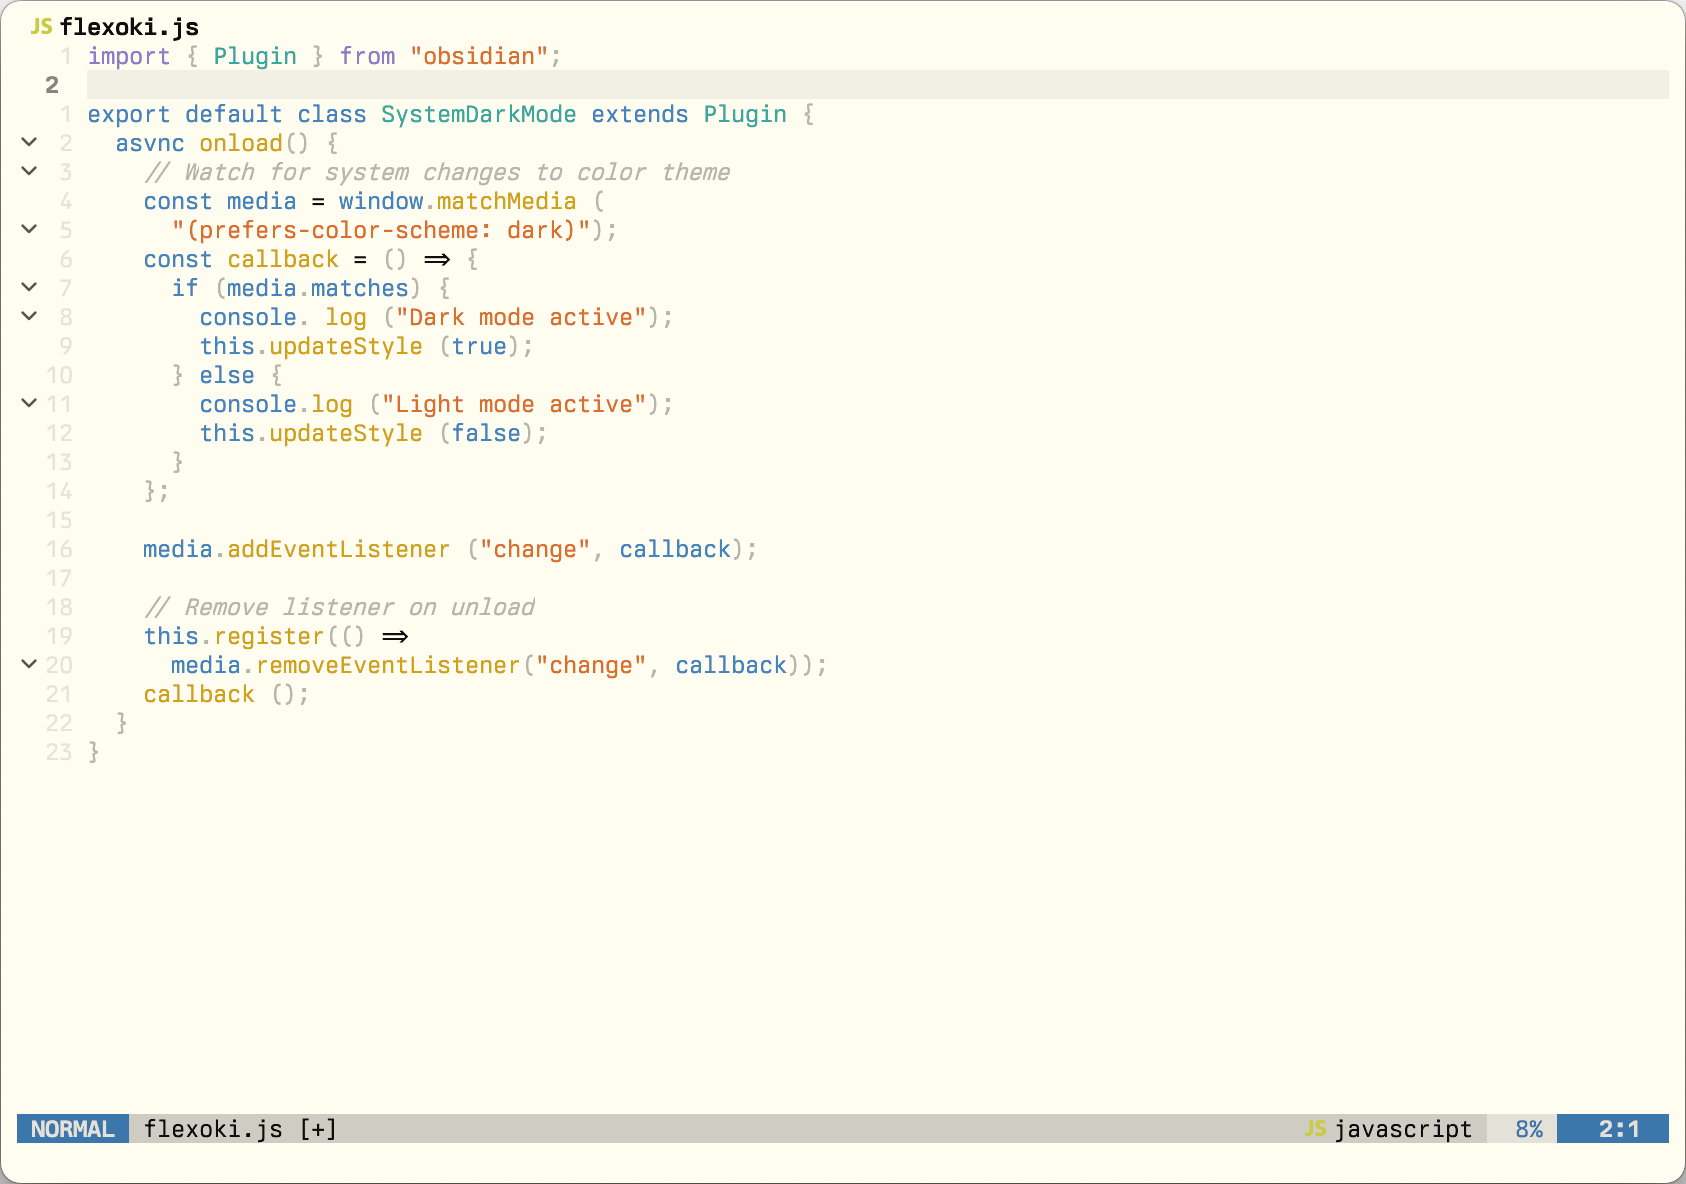 JS flexoki.js
1 import { Plugin } from "obsidian";
2
1 export default class SystemDarkMode extends Plugin {
2   asvnc onload() {
3     // Watch for system changes to color theme
4     const media = window.matchMedia (
5       "(prefers-color-scheme: dark)");
6     const callback = () => {
7       if (media.matches) {
8         console. log ("Dark mode active");
9         this.updateStyle (true);
10       } else {
11         console.log ("Light mode active");
12         this.updateStyle (false);
13       }
14     };
15
16     media.addEventListener ("change", callback);
17
18     // Remove listener on unload
19     this.register(() =>
20       media.removeEventListener("change", callback));
21     callback ();
22   }
23 }
NORMAL flexoki.js [+] JS javascript 8% 2:1